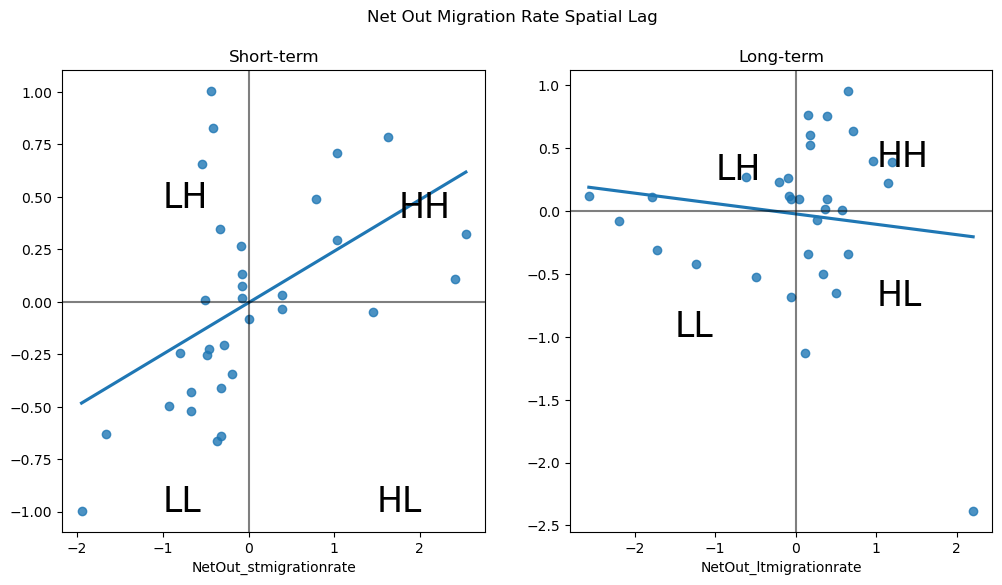 Net Out Migration Rate Spatial Lag
Short-term
1.00
0.75
0.50
0.25
0.00
−0.25
−0.50
−0.75
−1.00
LH
HH
LL
HL
−2
−1
0
1
2
NetOut_stmigrationrate
Long-term
1.0
0.5
0.0
−0.5
−1.0
−1.5
−2.0
−2.5
LH
HH
HL
LL
−2
−1
0
1
2
NetOut_ltmigrationrate